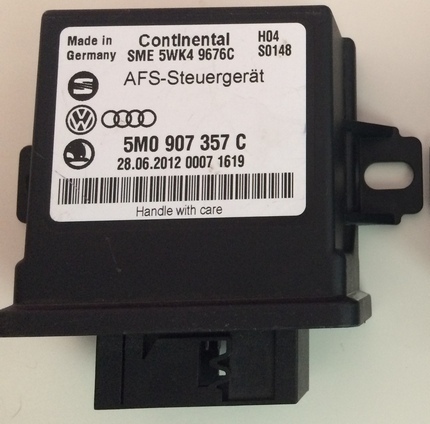 Made in Continental H04
Germany SME 5WK4 9676C S0148
AFS-Steuergerät
5M0 907 357 C
28.06.2012 0007 1619
Handle with care